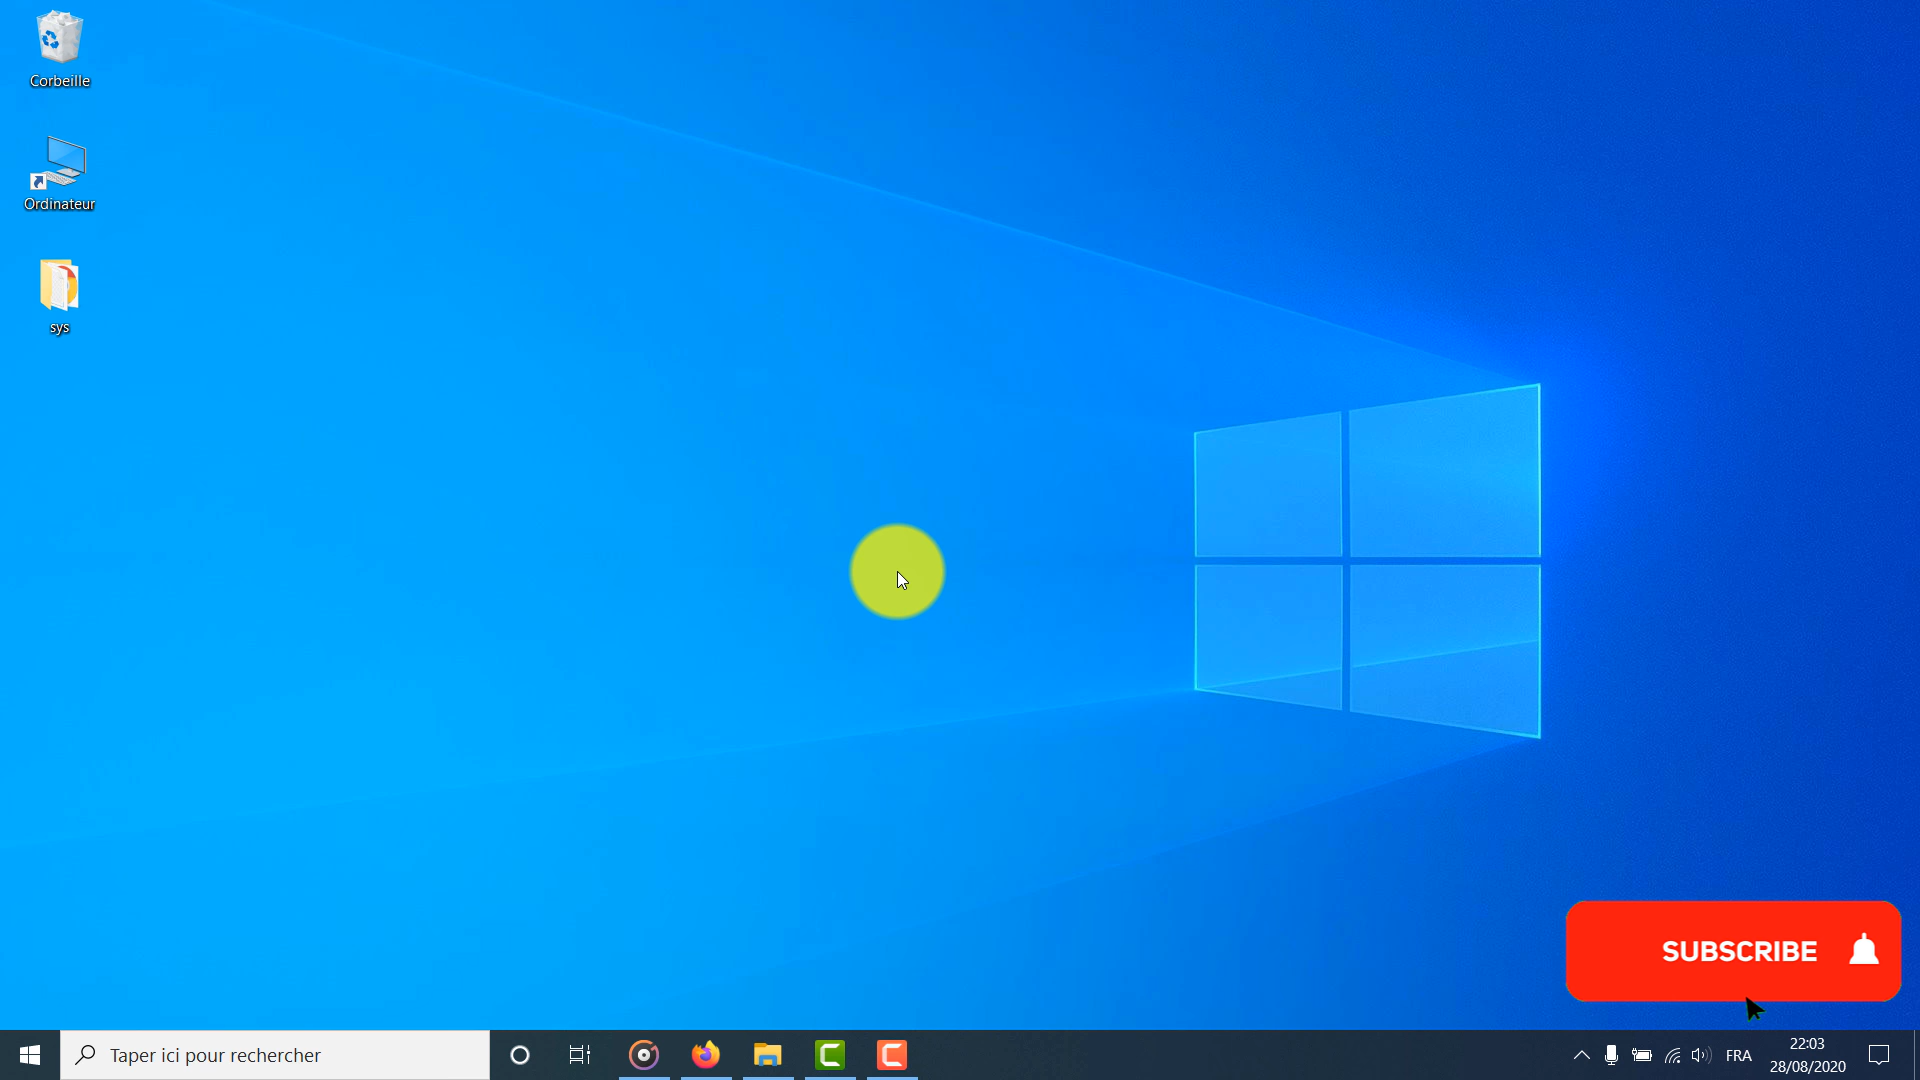 Corbeille
Ordinateur
sys
SUBSCRIBE
Taper ici pour rechercher
FRA
22:03
28/08/2020